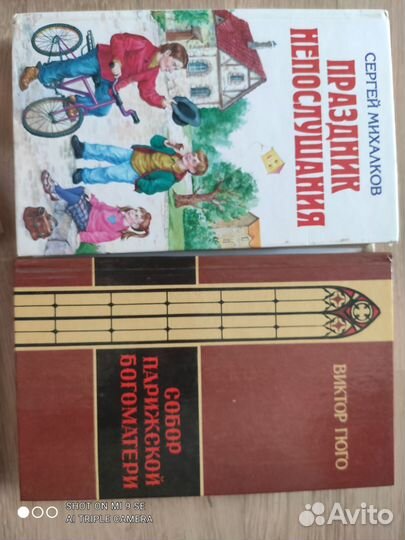 СЕРГЕЙ МИХАЛКОВ
ПРАЗДНИК
НЕПОСЛУШАНИЯ
ВИКТОР ГЮГО
СОБОР
ПАРИЖСКОЙ
БОГОМАТЕРИ
SHOT ON MI 9 SE
AI TRIPLE CAMERA
Avito